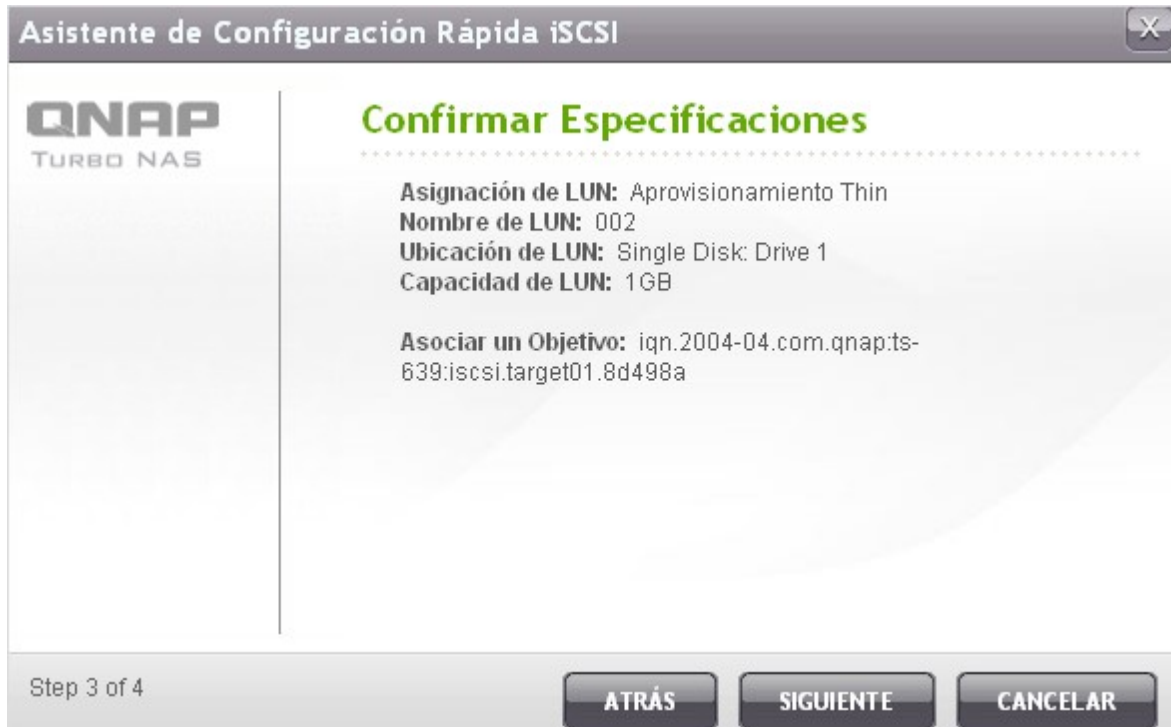 Asistente de Configuración Rápida iSCSI
X
QNAP
TURBO NAS
Confirmar Especificaciones
Asignación de LUN: Aprovisionamiento Thin
Nombre de LUN: 002
Ubicación de LUN: Single Disk: Drive 1
Capacidad de LUN: 1GB
Asociar un Objetivo: iqn.2004-04.com.qnap:ts-
639:iscsi.target01.8d498a
Step 3 of 4
ATRÁS
SIGUIENTE
CANCELAR